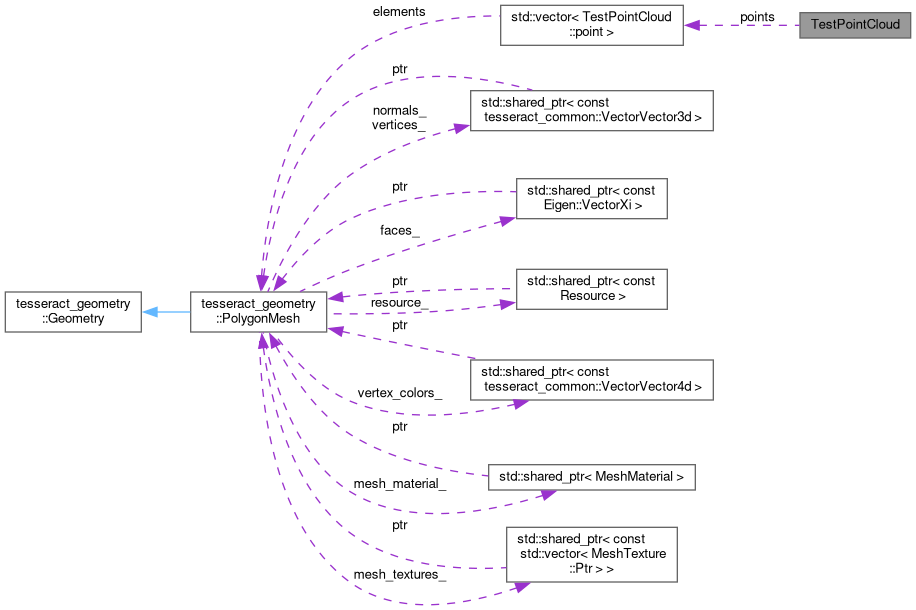 elements
std::vector< TestPointCloud
::point >
points
TestPointCloud
ptr
std::shared_ptr< const
tesseract_common::VectorVector3d >
normals_
vertices_
ptr
std::shared_ptr< const
Eigen::VectorXi >
faces_
ptr
std::shared_ptr< const
Resource >
resource_
tesseract_geometry
::Geometry
tesseract_geometry
::PolygonMesh
ptr
std::shared_ptr< const
tesseract_common::VectorVector4d >
vertex_colors_
ptr
std::shared_ptr< MeshMaterial >
mesh_material_
ptr
std::shared_ptr< const
std::vector< MeshTexture
::Ptr > >
mesh_textures_